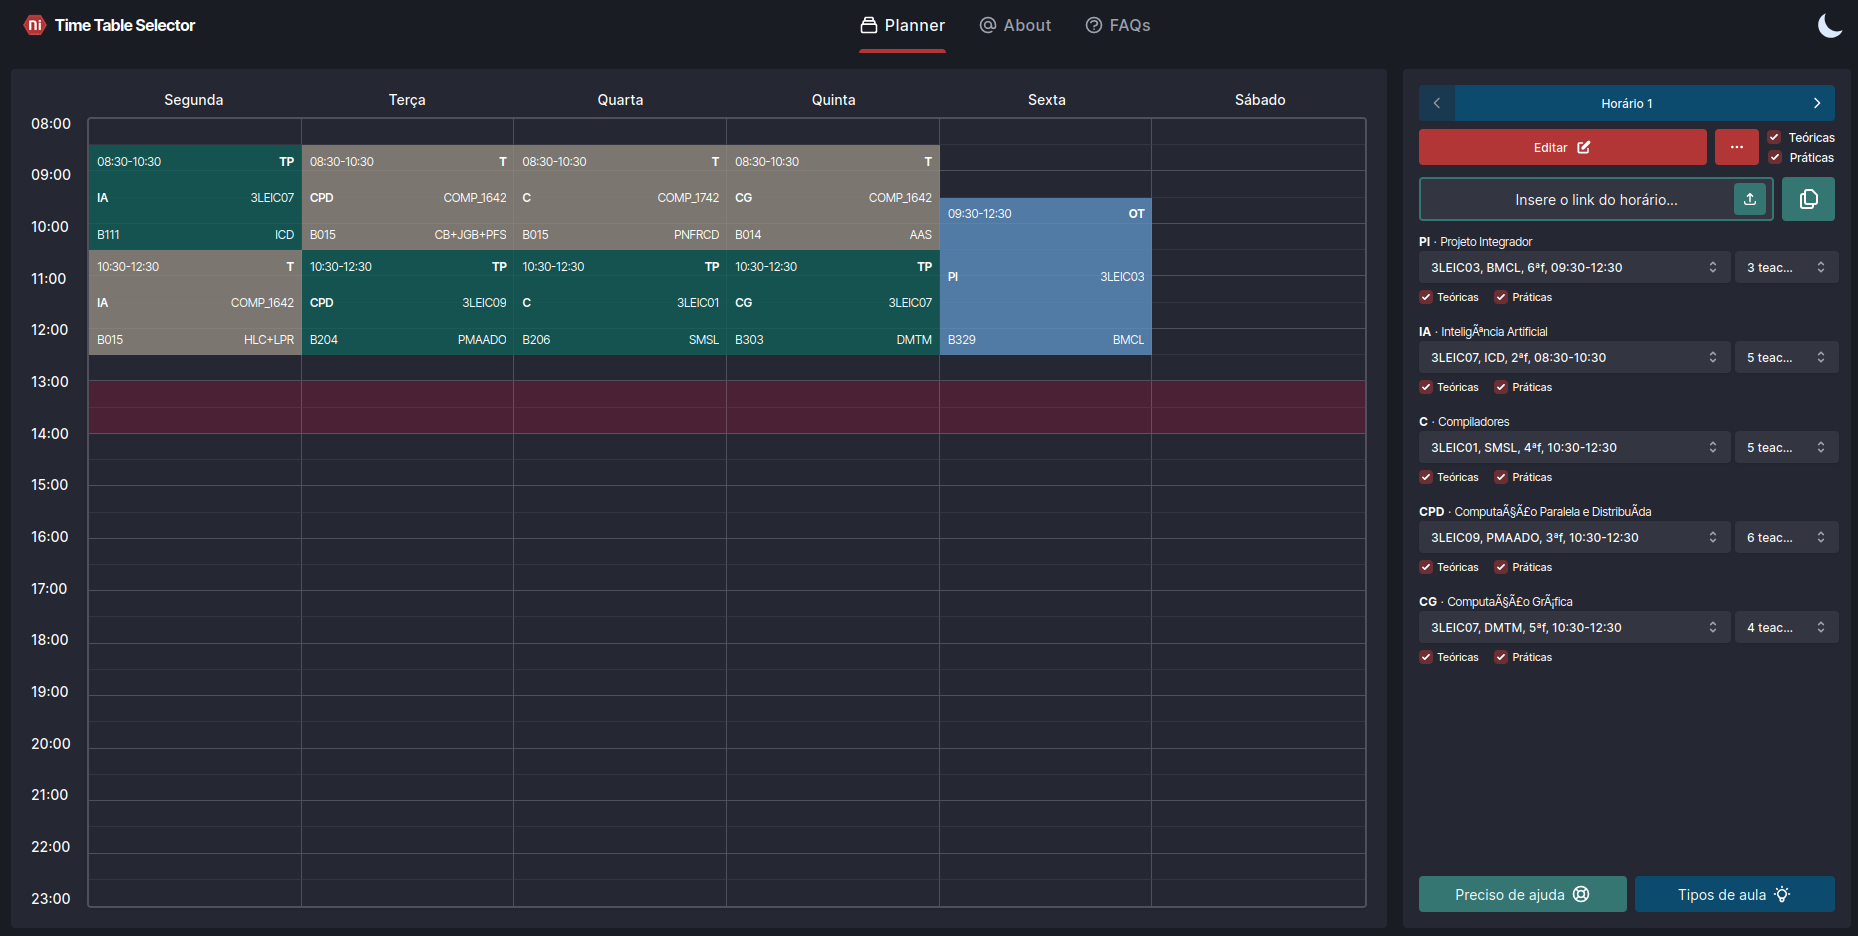 ni Time Table Selector
Planner
About
FAQs
Segunda Terça Quarta Quinta Sexta Sábado
08:00
09:00
10:00
11:00
12:00
13:00
14:00
15:00
16:00
17:00
18:00
19:00
20:00
21:00
22:00
23:00
08:30-10:30 TP
IA 3LEIC07
B111 ICD
10:30-12:30 T
IA COMP_1642
B015 HLC+LPR
08:30-10:30 T
CPD COMP_1642
B015 CB+JGB+PFS
10:30-12:30 TP
CPD 3LEIC09
B204 PMAADO
08:30-10:30 T
C COMP_1742
B015 PNFRCD
10:30-12:30 TP
C 3LEIC01
B206 SMSL
08:30-10:30 T
CG COMP_1642
B014 AAS
10:30-12:30 TP
CG 3LEIC07
B303 DMTM
09:30-12:30 OT
PI 3LEIC03
B329 BMCL
Horário 1
Editar
Teóricas
Práticas
Insere o link do horário...
PI · Projeto Integrador
3LEIC03, BMCL, 6ªf, 09:30-12:30 3 teac...
Teóricas Práticas
IA · InteligÃªncia Artificial
3LEIC07, ICD, 2ªf, 08:30-10:30 5 teac...
Teóricas Práticas
C · Compiladores
3LEIC01, SMSL, 4ªf, 10:30-12:30 5 teac...
Teóricas Práticas
CPD · ComputaÃ§Ã£o Paralela e DistribuÃ­da
3LEIC09, PMAADO, 3ªf, 10:30-12:30 6 teac...
Teóricas Práticas
CG · ComputaÃ§Ã£o GrÃ¡fica
3LEIC07, DMTM, 5ªf, 10:30-12:30 4 teac...
Teóricas Práticas
Preciso de ajuda
Tipos de aula